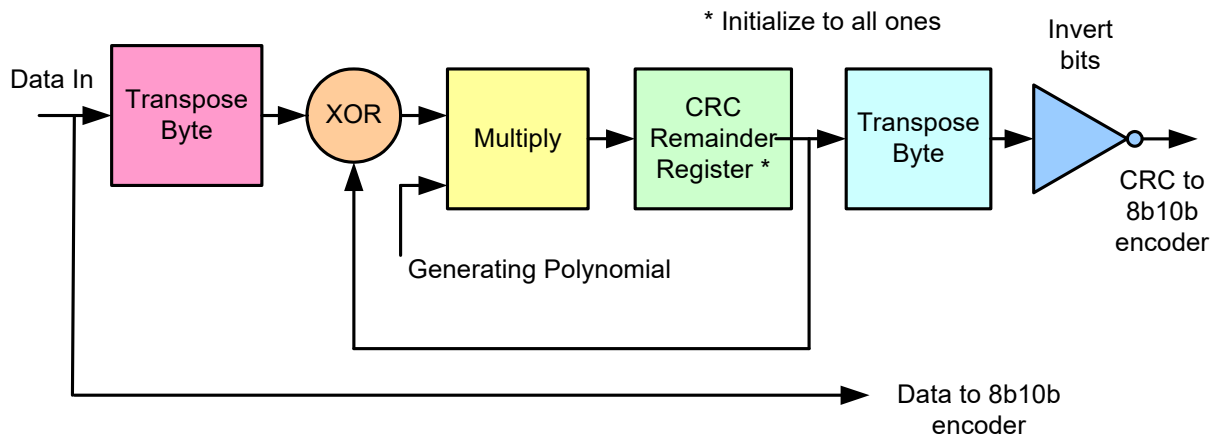 * Initialize to all ones
Invert
bits
Data In
Transpose
Byte
XOR
Multiply
CRC
Remainder
Register *
Transpose
Byte
CRC to
8b10b
encoder
Generating Polynomial
Data to 8b10b
encoder